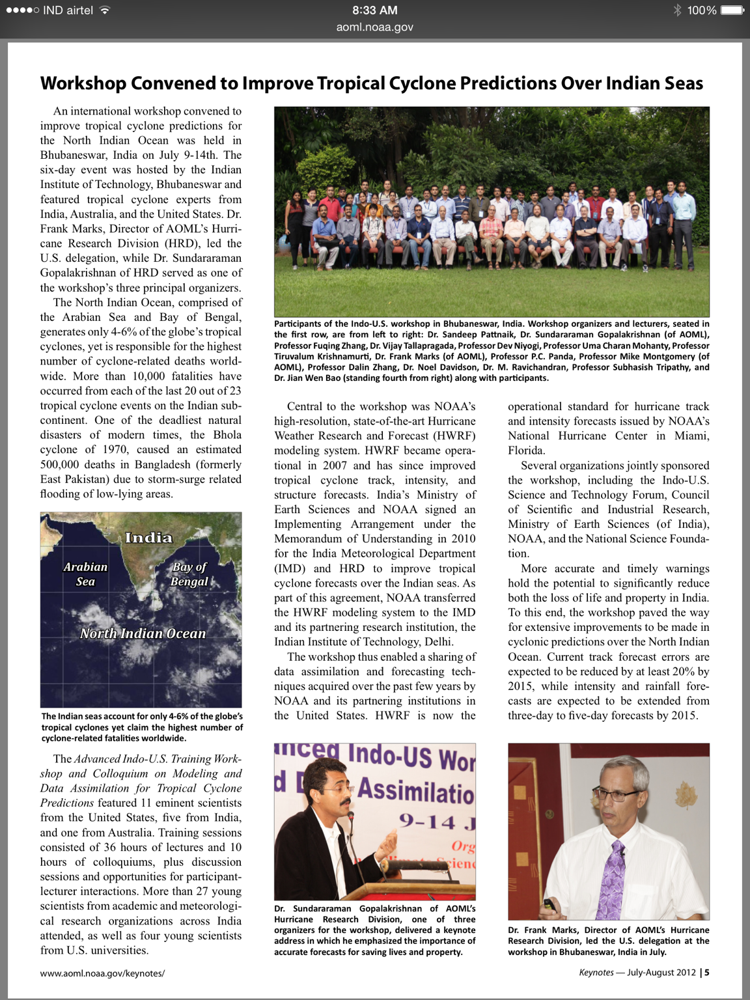 IND airtel
8:33 AM
100%
aoml.noaa.gov
Workshop Convened to Improve Tropical Cyclone Predictions Over Indian Seas
An international workshop convened to
improve tropical cyclone predictions for
the North Indian Ocean was held in
Bhubaneswar, India on July 9-14th. The
six-day event was hosted by the Indian
Institute of Technology, Bhubaneswar and
featured tropical cyclone experts from
India, Australia, and the United States. Dr.
Frank Marks, Director of AOML's Hurri-
cane Research Division (HRD), led the
U.S. delegation, while Dr. Sundararaman
Gopalakrishnan of HRD served as one of
the workshop's three principal organizers.
The North Indian Ocean, comprised of
the Arabian Sea and Bay of Bengal,
generates only 4-6% of the globe's tropical
cyclones, yet is responsible for the highest
number of cyclone-related deaths world-
wide. More than 10,000 fatalities have
occurred from each of the last 20 out of 23
tropical cyclone events on the Indian sub-
continent. One of the deadliest natural
disasters of modern times, the Bhola
cyclone of 1970, caused an estimated
500,000 deaths in Bangladesh (formerly
East Pakistan) due to storm-surge related
flooding of low-lying areas.
India
Arabian
Sea
Bay of
Bengal
North Indian Ocean
The Indian seas account for only 4-6% of the globe's
tropical cyclones yet claim the highest number of
cyclone-related fatalities worldwide.
The Advanced Indo-U.S. Training Work-
shop and Colloquium on Modeling and
Data Assimilation for Tropical Cyclone
Predictions featured 11 eminent scientists
from the United States, five from India,
and one from Australia. Training sessions
consisted of 36 hours of lectures and 10
hours of colloquiums, plus discussion
sessions and opportunities for participant-
lecturer interactions. More than 27 young
scientists from academic and meteorologi-
cal research organizations across India
attended, as well as four young scientists
from U.S. universities.
Participants of the Indo-U.S. workshop in Bhubaneswar, India. Workshop organizers and lecturers, seated in
the first row, are from left to right: Dr. Sandeep Pattnaik, Dr. Sundararaman Gopalakrishnan (of AOML),
Professor Fuqing Zhang, Dr. Vijay Tallapragada, Professor Dev Niyogi, Professor Uma Charan Mohanty, Professor
Tiruvalum Krishnamurti, Dr. Frank Marks (of AOML), Professor P.C. Panda, Professor Mike Montgomery (of
AOML), Professor Dalin Zhang, Dr. Noel Davidson, Dr. M. Ravichandran, Professor Subhasish Tripathy, and
Dr. Jian Wen Bao (standing fourth from right) along with participants.
Central to the workshop was NOAA's
high-resolution, state-of-the-art Hurricane
Weather Research and Forecast (HWRF)
modeling system. HWRF became opera-
tional in 2007 and has since improved
tropical cyclone track, intensity, and
structure forecasts. India's Ministry of
Earth Sciences and NOAA signed an
Implementing Arrangement under the
Memorandum of Understanding in 2010
for the India Meteorological Department
(IMD) and HRD to improve tropical
cyclone forecasts over the Indian seas. As
part of this agreement, NOAA transferred
the HWRF modeling system to the IMD
and its partnering research institution, the
Indian Institute of Technology, Delhi.
The workshop thus enabled a sharing of
data assimilation and forecasting tech-
niques acquired over the past few years by
NOAA and its partnering institutions in
the United States. HWRF is now the
operational standard for hurricane track
and intensity forecasts issued by NOAA's
National Hurricane Center in Miami,
Florida.
Several organizations jointly sponsored
the workshop, including the Indo-U.S.
Science and Technology Forum, Council
of Scientific and Industrial Research,
Ministry of Earth Sciences (of India),
NOAA, and the National Science Founda-
tion.
More accurate and timely warnings
hold the potential to significantly reduce
both the loss of life and property in India.
To this end, the workshop paved the way
for extensive improvements to be made in
cyclonic predictions over the North Indian
Ocean. Current track forecast errors are
expected to be reduced by at least 20% by
2015, while intensity and rainfall fore-
casts are expected to be extended from
three-day to five-day forecasts by 2015.
nced Indo-US Wor
d D Assimilatio
9-14 J
Org
Dr. Sundararaman Gopalakrishnan of AOML's
Hurricane Research Division, one of three
organizers for the workshop, delivered a keynote
address in which he emphasized the importance of
accurate forecasts for saving lives and property.
Dr. Frank Marks, Director of AOML's Hurricane
Research Division, led the U.S. delegation at the
workshop in Bhubaneswar, India in July.
www.aoml.noaa.gov/keynotes/
Keynotes — July-August 2012 | 5